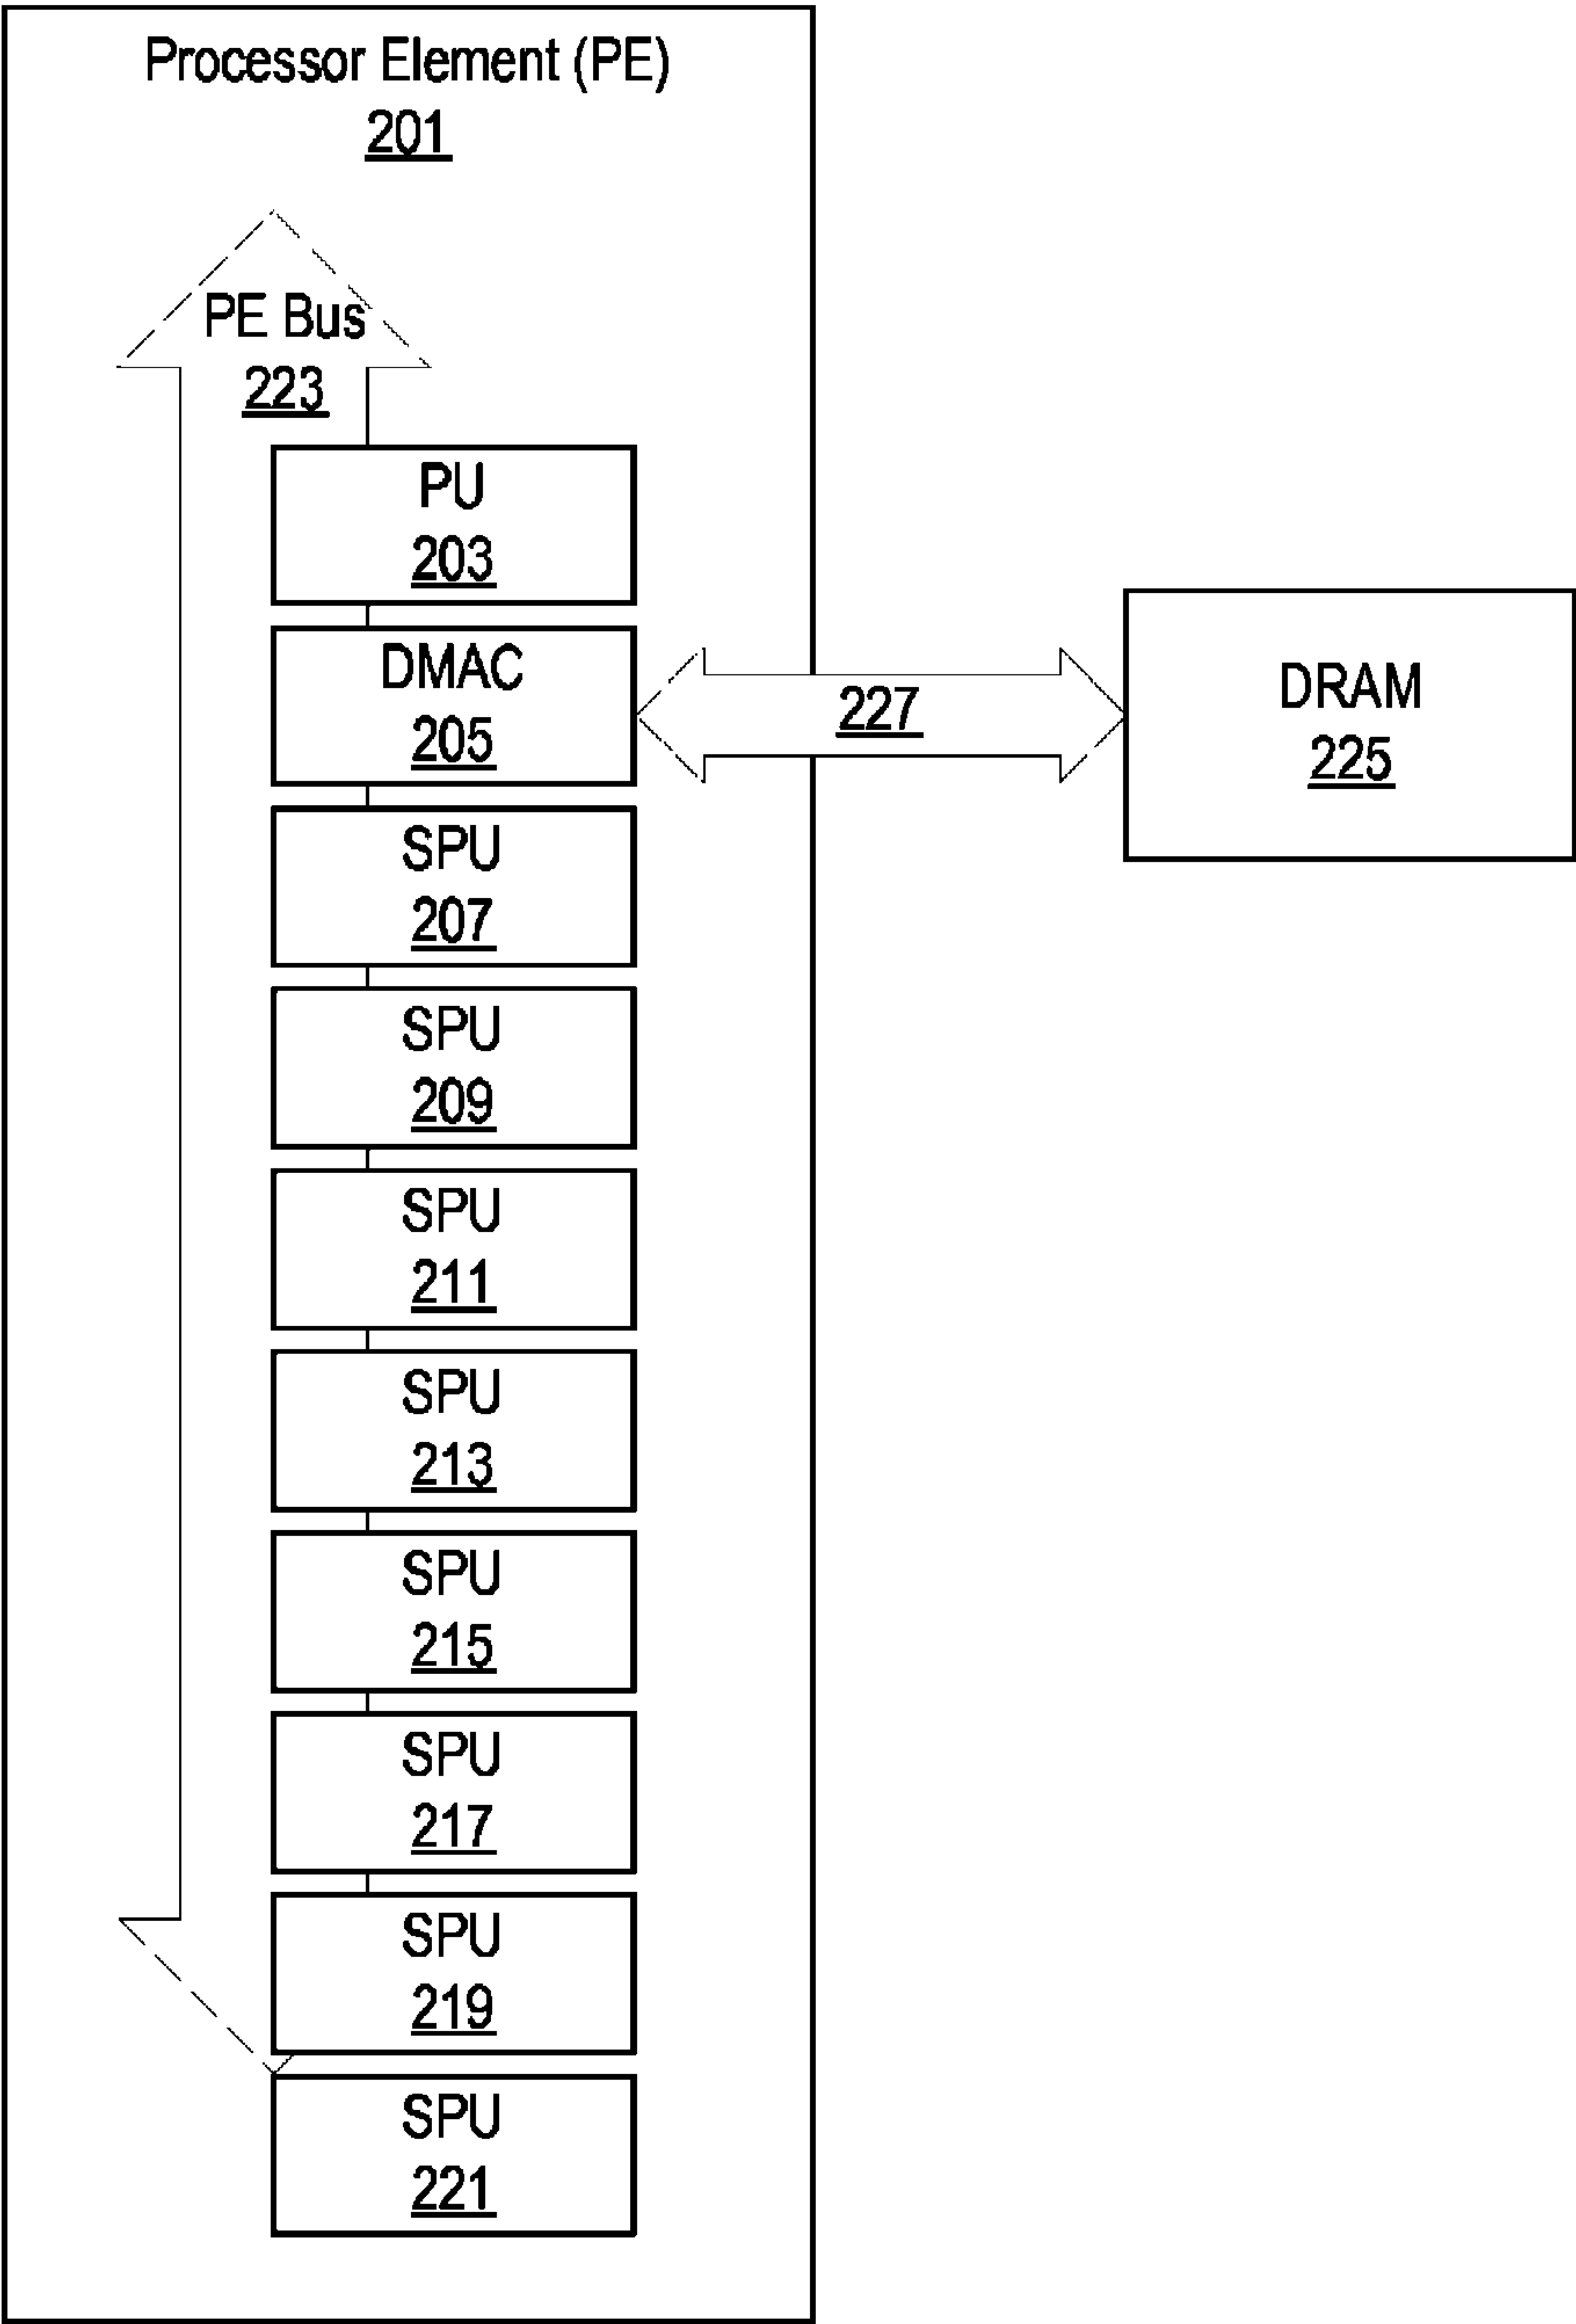 Processor Element (PE)
201
PE Bus
223
PU
203
DMAC
205
227
DRAM
225
SPU
207
SPU
209
SPU
211
SPU
213
SPU
215
SPU
217
SPU
219
SPU
221